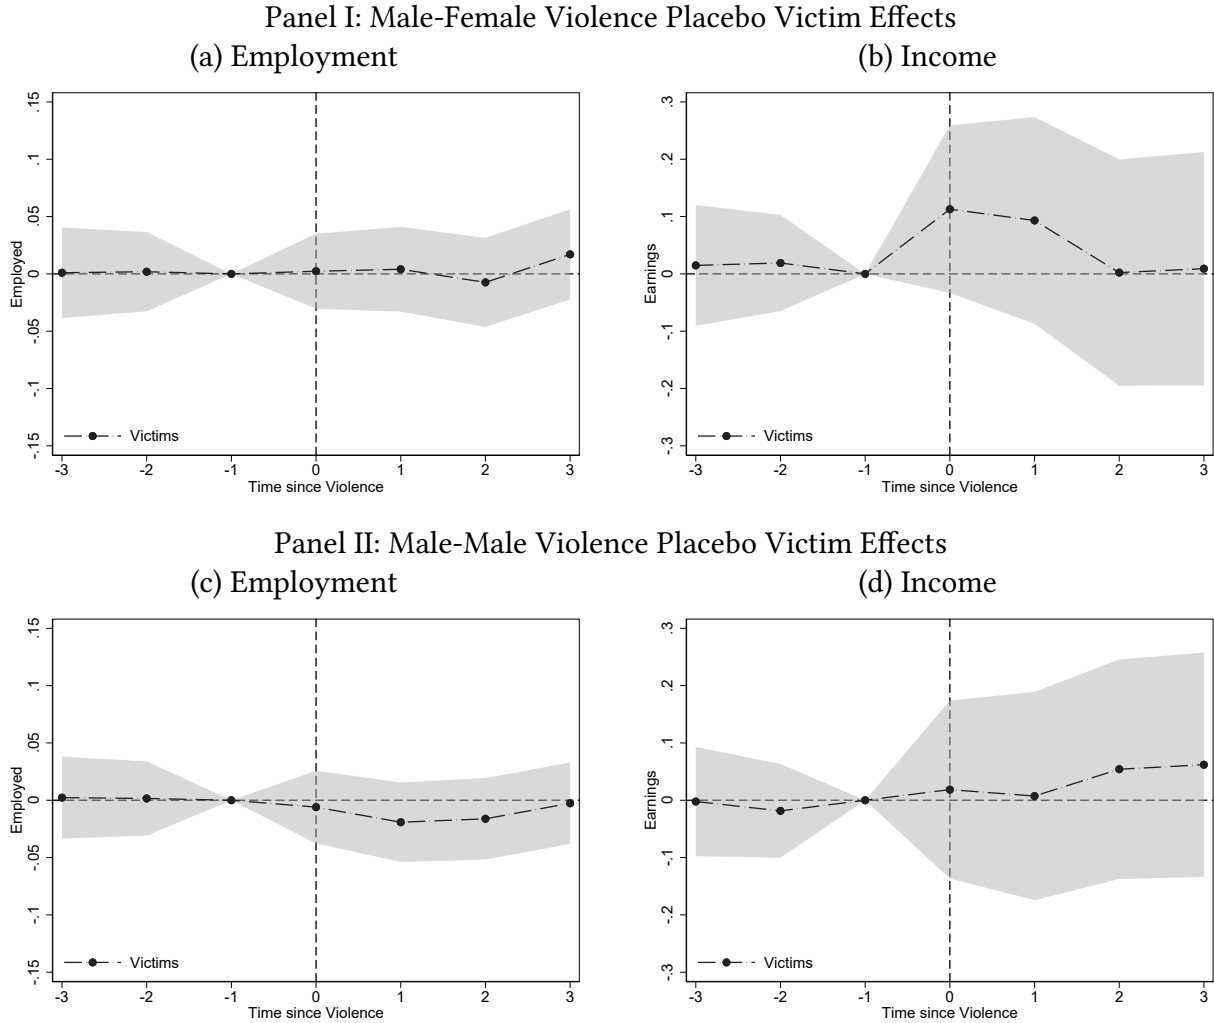 Panel I: Male-Female Violence Placebo Victim Effects
(a) Employment
(b) Income
.15
.1
.05
0
-.05
-.1
-.15
Employed
Victims
-3 -2 -1 0 1 2 3
Time since Violence
.3
.2
.1
0
-.1
-.2
-.3
Earnings
Victims
-3 -2 -1 0 1 2 3
Time since Violence
Panel II: Male-Male Violence Placebo Victim Effects
(c) Employment
(d) Income
.15
.1
.05
0
-.05
-.1
-.15
Employed
Victims
-3 -2 -1 0 1 2 3
Time since Violence
.3
.2
.1
0
-.1
-.2
-.3
Earnings
Victims
-3 -2 -1 0 1 2 3
Time since Violence